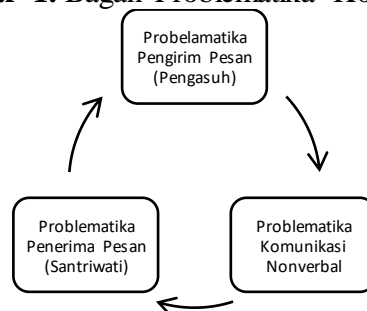 1. Bagan Problematika
Probelamatika
Pengirim Pesan
(Pengasuh)
Problematika
Komunikasi
Nonverbal
Problematika
Penerima Pesan
(Santriwati)